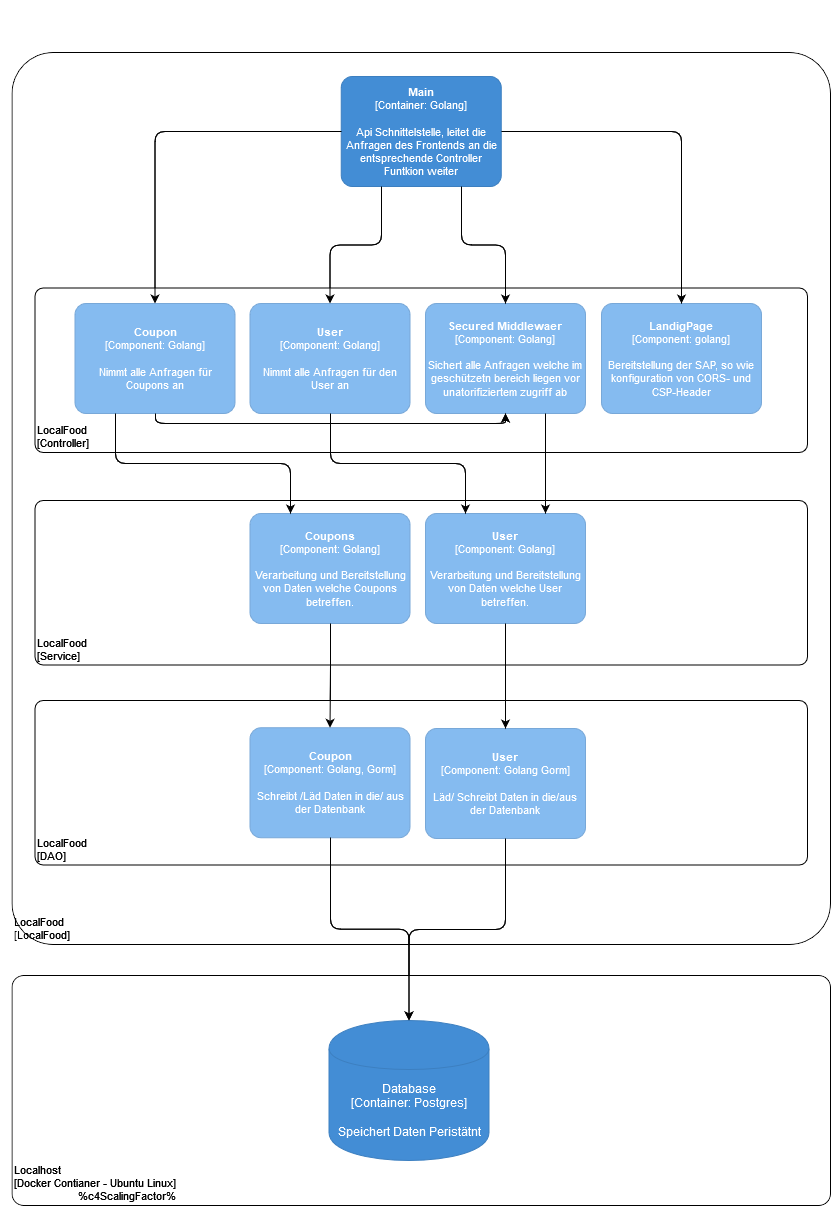 Main
[Container: Golang]
Api Schnittelstelle, leitet die
Anfragen des Frontends an die
entsprechende Controller
Funtkion weiter
Coupon
[Component: Golang]
Nimmt alle Anfragen für
Coupons an
User
[Component: Golang]
Nimmt alle Anfragen für den
User an
Secured Middlewaer
[Component: Golang]
Sichert alle Anfragen welche im
geschützetn bereich liegen vor
unatorifiziertem zugriff ab
LandigPage
[Component: golang]
Bereitstellung der SAP, so wie
konfiguration von CORS- und
CSP-Header
LocalFood
[Controller]
Coupons
[Component: Golang]
Verarbeitung und Bereitstellung
von Daten welche Coupons
betreffen.
User
[Component: Golang]
Verarbeitung und Bereitstellung
von Daten welche User
betreffen.
LocalFood
[Service]
Coupon
[Component: Golang, Gorm]
Schreibt /Läd Daten in die/ aus
der Datenbank
User
[Component: Golang Gorm]
Läd/ Schreibt Daten in die/aus
der Datenbank
LocalFood
[DAO]
LocalFood
[LocalFood]
Database
[Container: Postgres]
Speichert Daten Peristätnt
Localhost
[Docker Contianer - Ubuntu Linux]
%c4ScalingFactor%